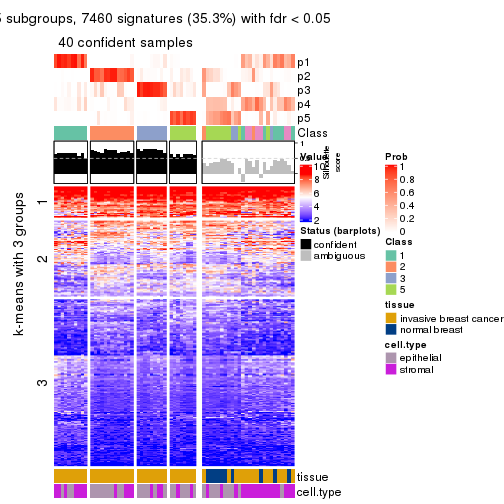 5 subgroups, 7460 signatures (35.3%) with fdr < 0.05
40 confident samples
p1
p2
p3
p4
p5
Class
1
Silhouette
score
k-means with 3 groups
1
2
3
tissue
cell.type
Value
10
8
6
4
2
Status (barplots)
confident
ambiguous
Prob
1
0.8
0.6
0.4
0.2
0
Class
1
2
3
5
tissue
invasive breast cancer
normal breast
cell.type
epithelial
stromal